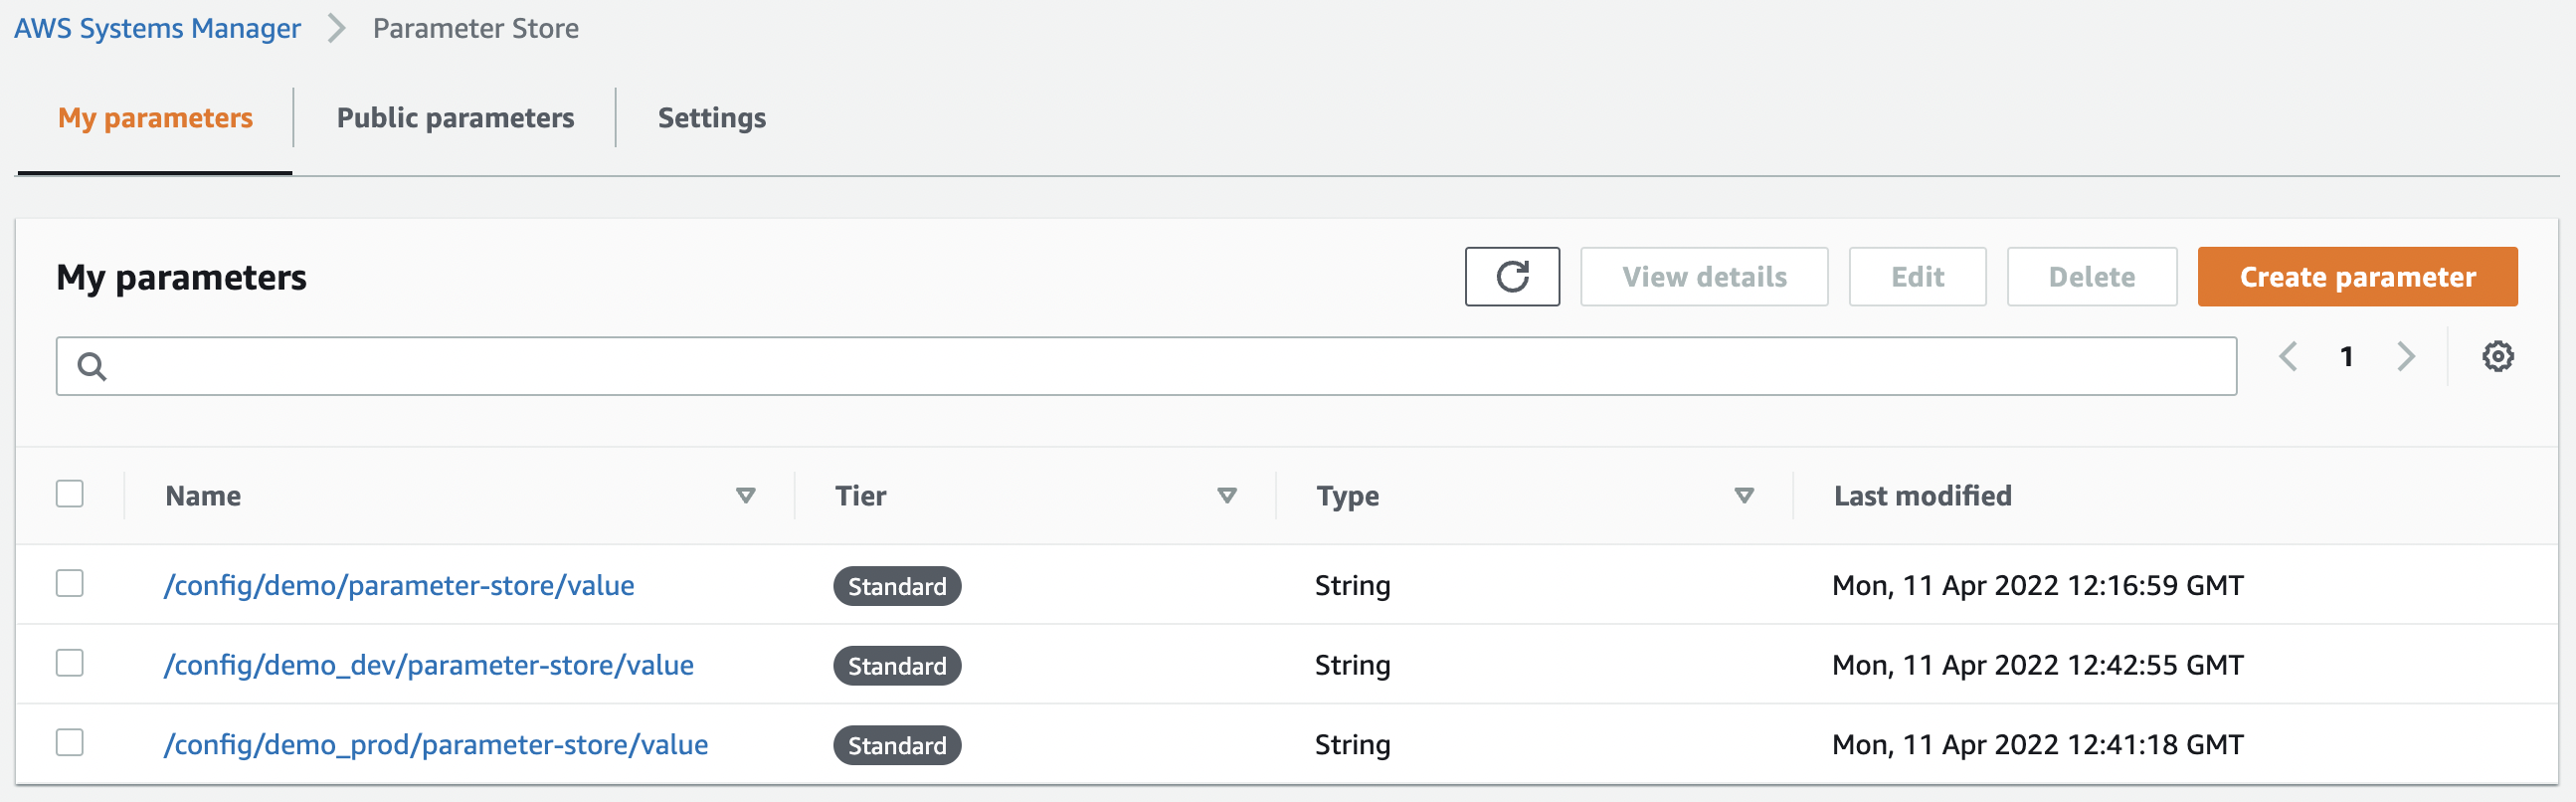 AWS Systems Manager Parameter Store
My parameters Public parameters Settings
My parameters View details Edit Delete Create parameter
1
Name Tier Type Last modified
/config/demo/parameter-store/value Standard String Mon, 11 Apr 2022 12:16:59 GMT
/config/demo_dev/parameter-store/value Standard String Mon, 11 Apr 2022 12:42:55 GMT
/config/demo_prod/parameter-store/value Standard String Mon, 11 Apr 2022 12:41:18 GMT